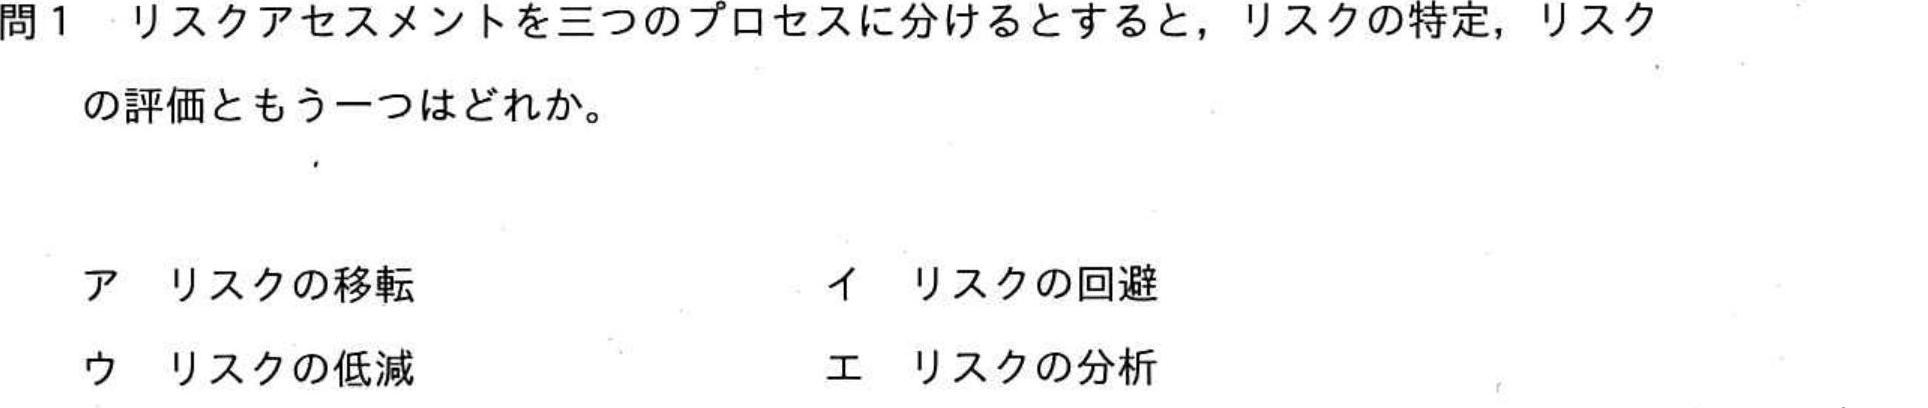 問1 リスクアセスメントを三つのプロセスに分けるとすると，リスクの特定，リスク
の評価ともう一つはどれか。
ア リスクの移転 イ リスクの回避
ウ リスクの低減 エ リスクの分析